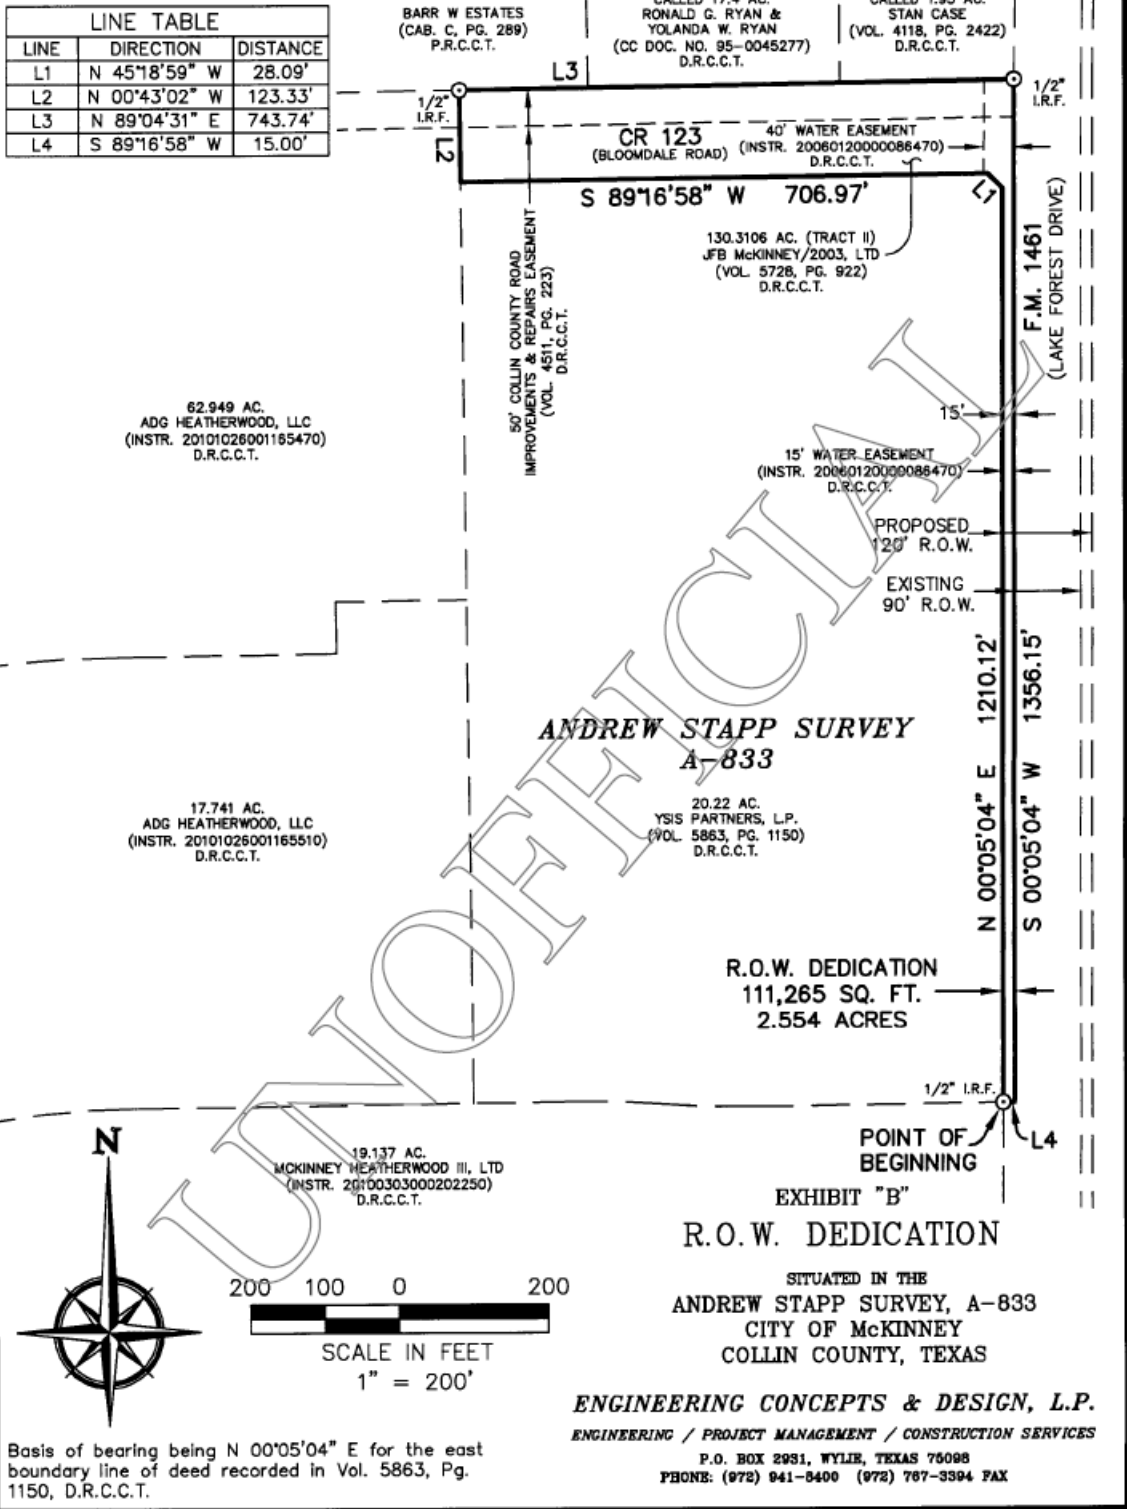 LINE TABLE
LINE DIRECTION DISTANCE
L1 N 45°18'59" W 28.09'
L2 N 00°43'02" W 123.33'
L3 N 89°04'31" E 743.74'
L4 S 89°16'58" W 15.00'
BARR W ESTATES
(CAB. C, PG. 289)
P.R.C.C.T.
CALLED 17.4 AC.
RONALD G. RYAN &
YOLANDA W. RYAN
(CC DOC. NO. 95-0045277)
D.R.C.C.T.
CALLED 1.95 AC.
STAN CASE
(VOL. 4118, PG. 2422)
D.R.C.C.T.
L3
1/2"
I.R.F.
1/2"
I.R.F.
L2
CR 123
(BLOOMDALE ROAD)
40' WATER EASEMENT
(INSTR. 20060120000086470)
D.R.C.C.T.
L1
S 89°16'58" W 706.97'
130.3106 AC. (TRACT II)
JFB McKINNEY/2003, LTD
(VOL. 5728, PG. 922)
D.R.C.C.T.
50' COLLIN COUNTY ROAD
IMPROVEMENTS & REPAIRS EASEMENT
(VOL. 4511, PG. 223)
D.R.C.C.T.
F.M. 1461
(LAKE FOREST DRIVE)
62.949 AC.
ADG HEATHERWOOD, LLC
(INSTR. 20101026001165470)
D.R.C.C.T.
15'
15' WATER EASEMENT
(INSTR. 20060120000086470)
D.R.C.C.T.
PROPOSED
120' R.O.W.
EXISTING
90' R.O.W.
N 00°05'04" E 1210.12'
S 00°05'04" W 1356.15'
ANDREW STAPP SURVEY
A-833
17.741 AC.
ADG HEATHERWOOD, LLC
(INSTR. 20101026001165510)
D.R.C.C.T.
20.22 AC.
YSIS PARTNERS, L.P.
(VOL. 5863, PG. 1150)
D.R.C.C.T.
R.O.W. DEDICATION
111,265 SQ. FT.
2.554 ACRES
1/2" I.R.F.
POINT OF
BEGINNING
L4
UNOFFICIAL
N
19.137 AC.
MCKINNEY HEATHERWOOD III, LTD
(INSTR. 20100303000202250)
D.R.C.C.T.
EXHIBIT "B"
R.O.W. DEDICATION
SITUATED IN THE
ANDREW STAPP SURVEY, A-833
CITY OF McKINNEY
COLLIN COUNTY, TEXAS
200 100 0 200
SCALE IN FEET
1" = 200'
ENGINEERING CONCEPTS & DESIGN, L.P.
ENGINEERING / PROJECT MANAGEMENT / CONSTRUCTION SERVICES
P.O. BOX 2931, WYLIE, TEXAS 75098
PHONE: (972) 941-8400 (972) 767-3394 FAX
Basis of bearing being N 00°05'04" E for the east
boundary line of deed recorded in Vol. 5863, Pg.
1150, D.R.C.C.T.